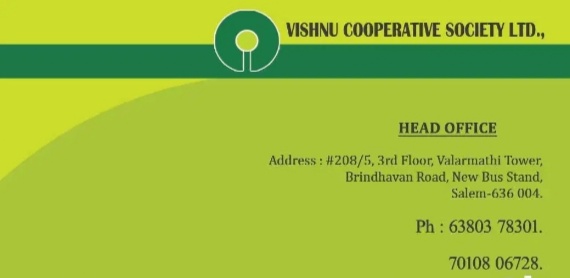 VISHNU COOPERATIVE SOCIETY LTD.,
HEAD OFFICE
Address : #208/5, 3rd Floor, Valarmathi Tower,
Brindhavan Road, New Bus Stand,
Salem-636 004.
Ph : 63803 78301.
70108 06728.